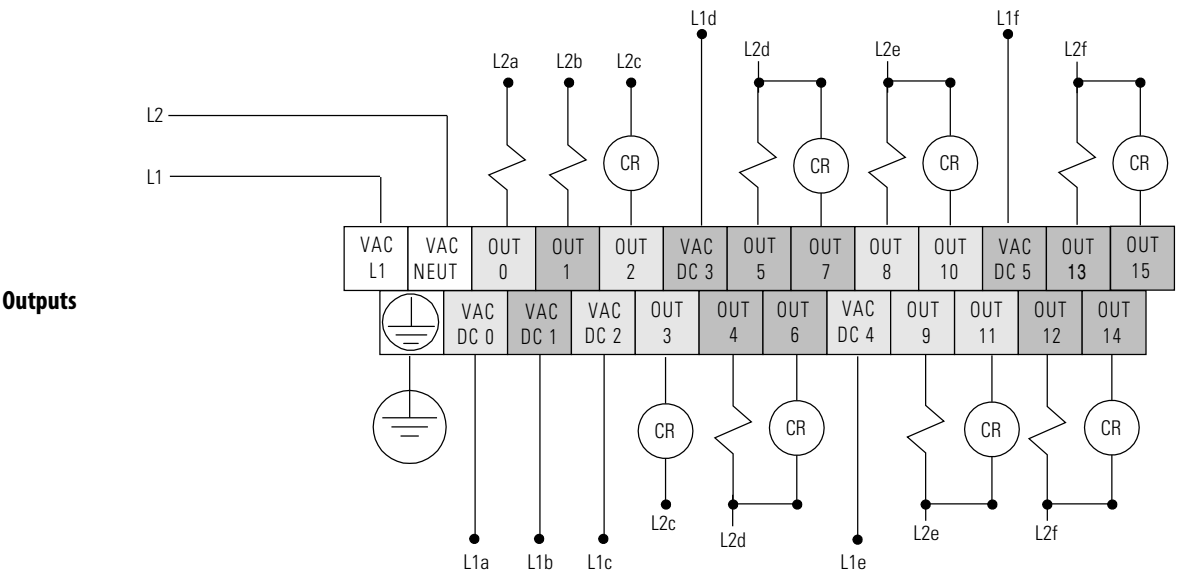 L1d
L1f
L2d
L2e
L2f
L2a
L2b
L2c
L2
CR
CR
CR
CR
L1
VAC L1
VAC NEUT
OUT 0
OUT 1
OUT 2
VAC DC 3
OUT 5
OUT 7
OUT 8
OUT 10
VAC DC 5
OUT 13
OUT 15
Outputs
VAC DC 0
VAC DC 1
VAC DC 2
OUT 3
OUT 4
OUT 6
VAC DC 4
OUT 9
OUT 11
OUT 12
OUT 14
CR
CR
CR
CR
L2c
L2d
L2e
L2f
L1a
L1b
L1c
L1e